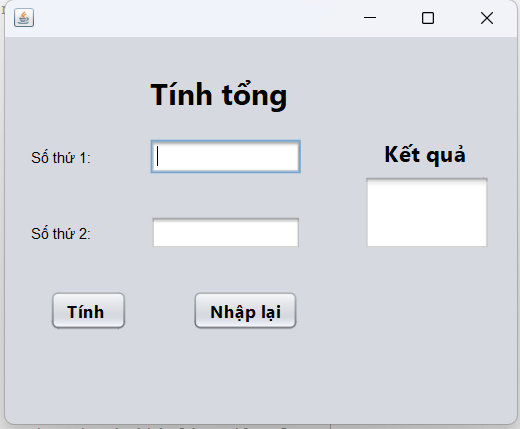 Tính tổng
Số thứ 1:
Kết quả
Số thứ 2:
Tính
Nhập lại